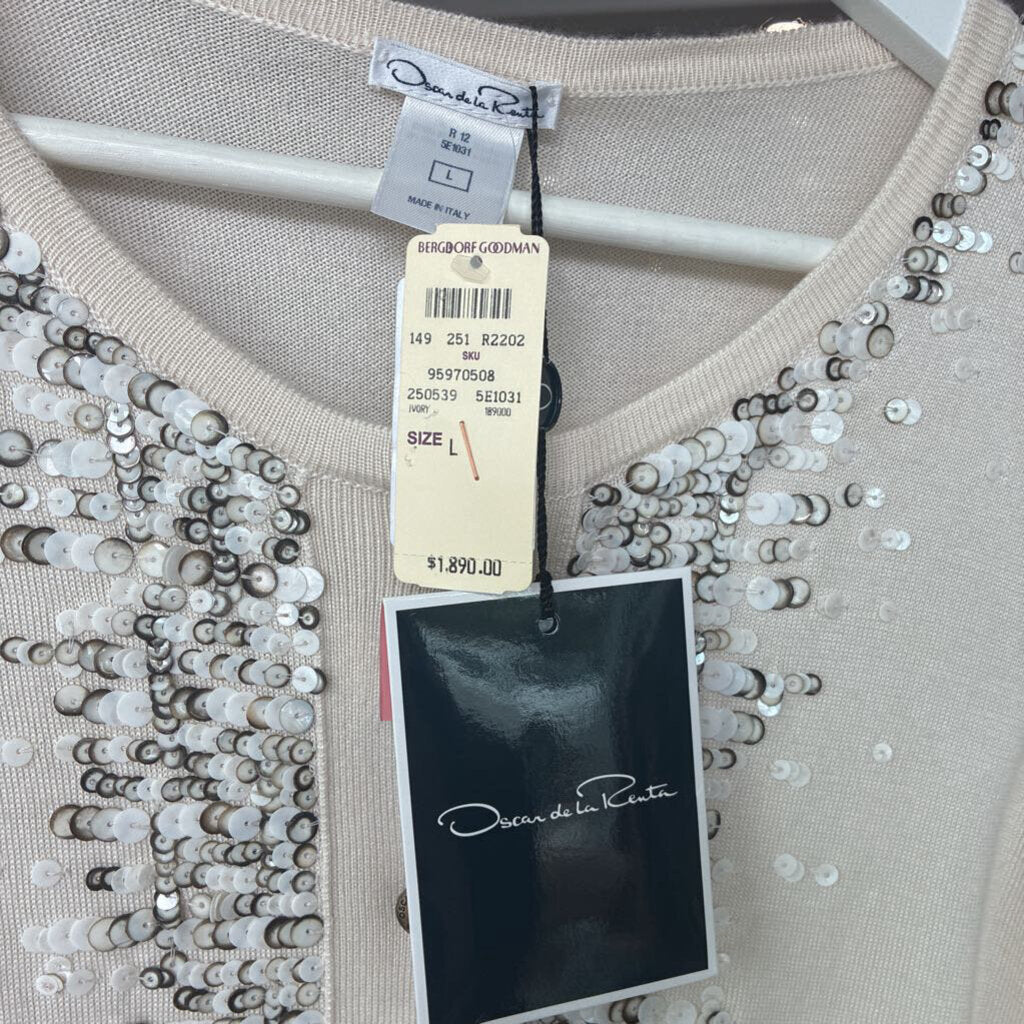 Oscar de la Renta
R 12
5E1031
L
MADE IN ITALY
BERGDORF GOODMAN
149 251 R2202
SKU
95970508
250539 5E1031
IVORY 189000
SIZE L
$1,890.00
Oscar de la Renta